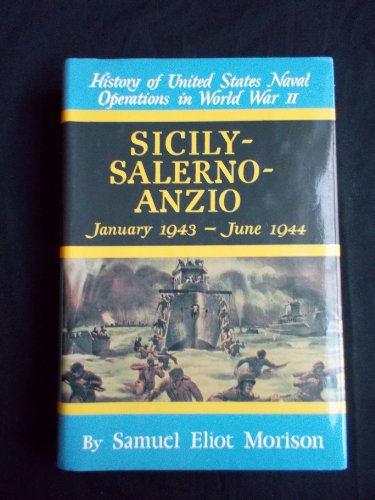 History of United States Naval
Operations in World War II
SICILY-
SALERNO-
ANZIO
January 1943 – June 1944
By Samuel Eliot Morison